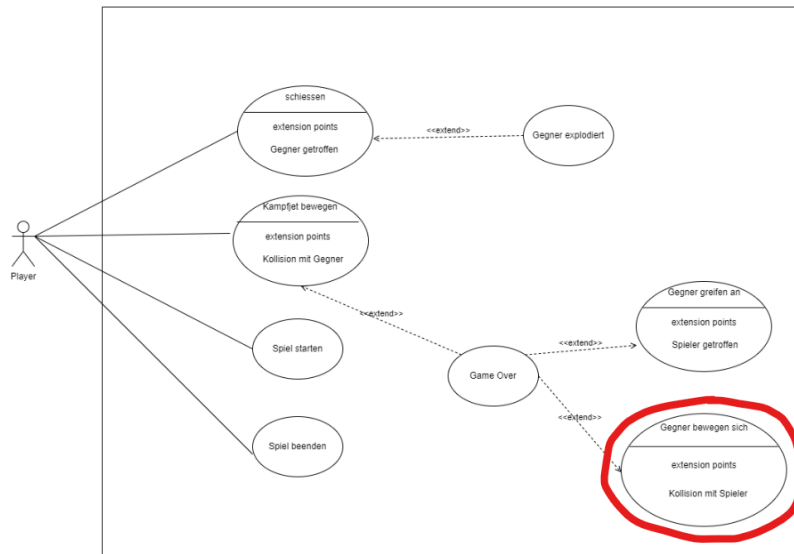 schiessen
extension points
Gegner getroffen
<<extend>>
Gegner explodiert
Kampfjet bewegen
extension points
Kollision mit Gegner
Player
<<extend>>
Gegner greifen an
extension points
Spieler getroffen
<<extend>>
Spiel starten
Game Over
<<extend>>
Gegner bewegen sich
extension points
Kollision mit Spieler
Spiel beenden